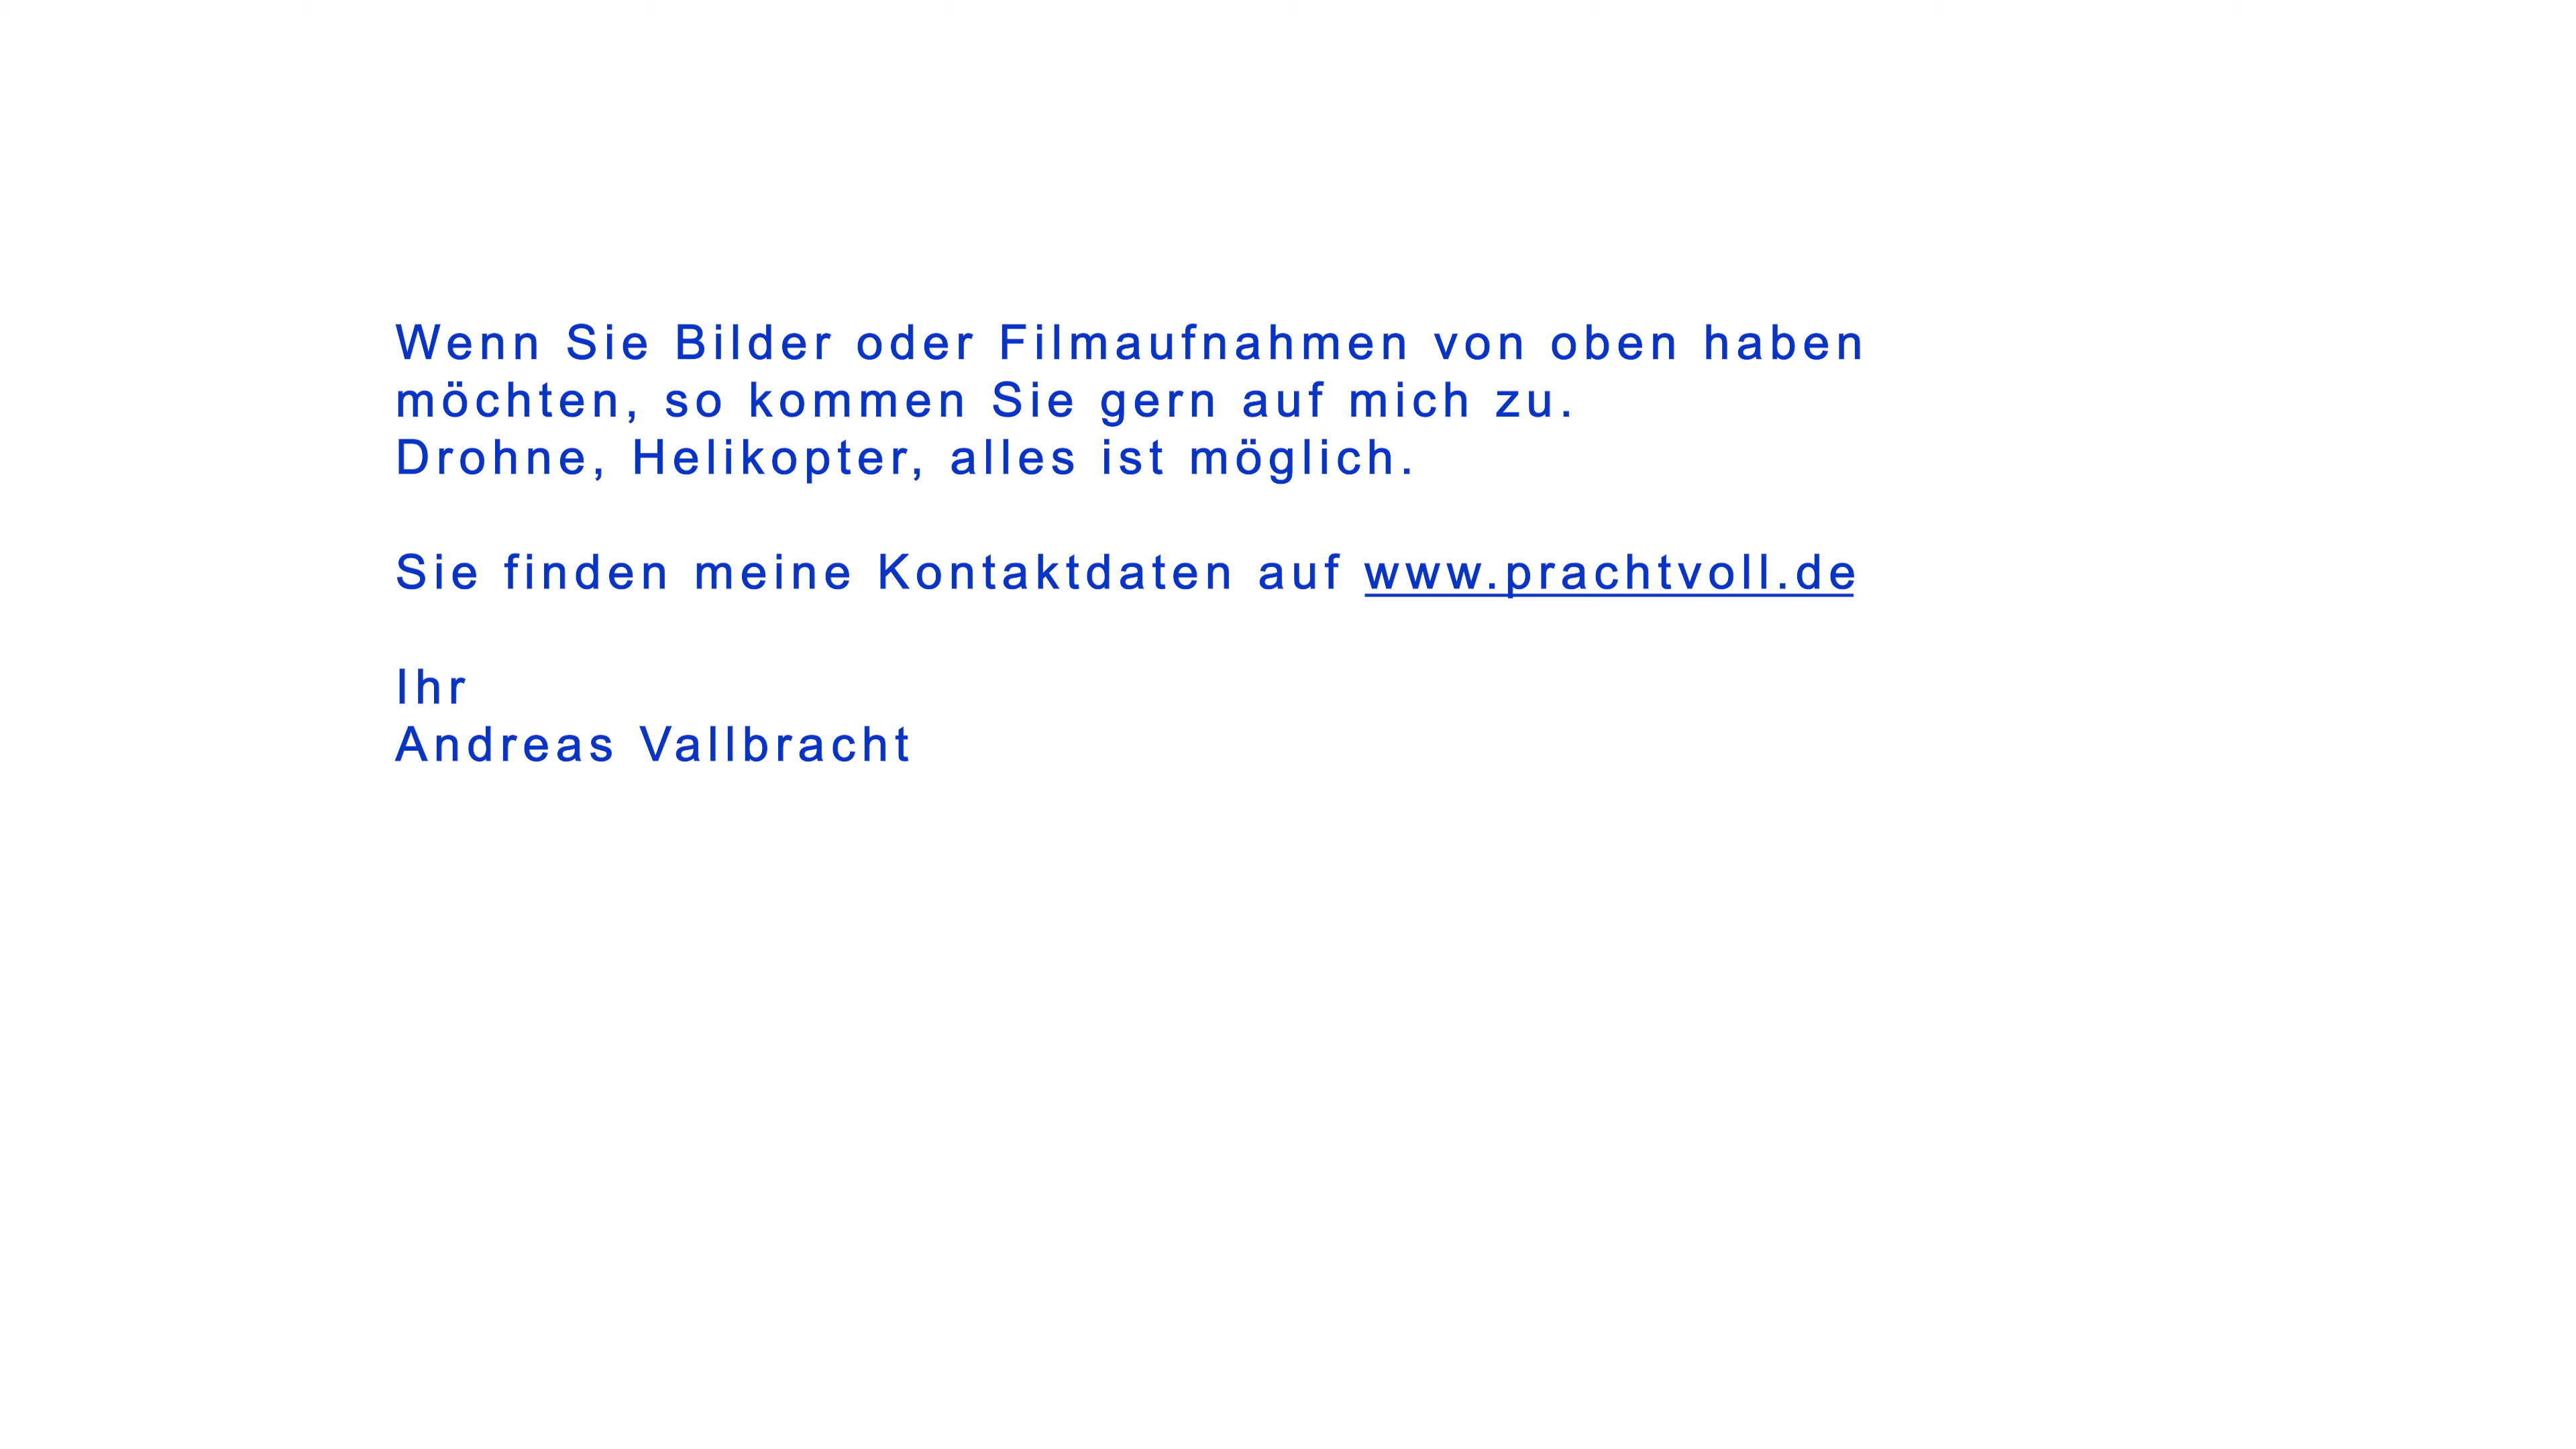 Wenn Sie Bilder oder Filmaufnahmen von oben haben
möchten, so kommen Sie gern auf mich zu.
Drohne, Helikopter, alles ist möglich.
Sie finden meine Kontaktdaten auf www.prachtvoll.de
Ihr
Andreas Vallbracht